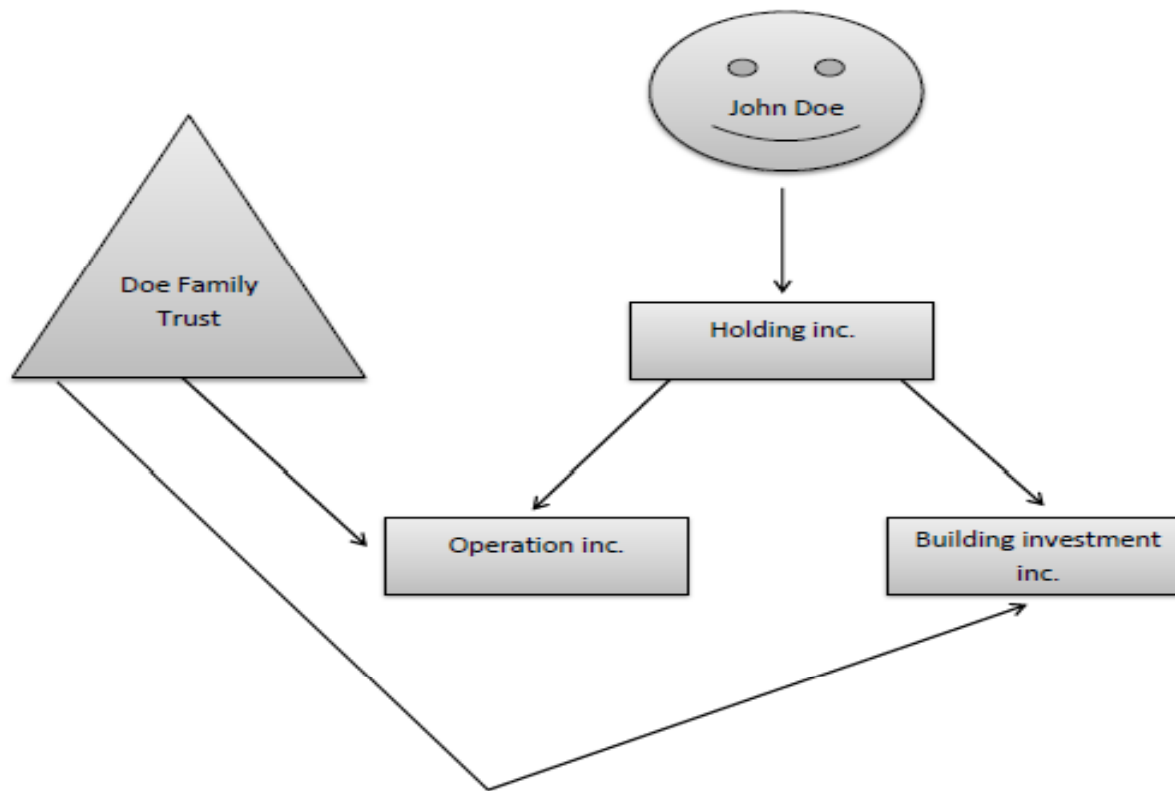 John Doe
Doe Family
Trust
Holding inc.
Operation inc.
Building investment
inc.